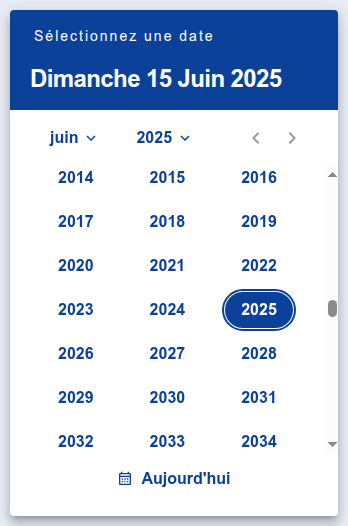 Sélectionnez une date
Dimanche 15 Juin 2025
juin 2025
2014 2015 2016
2017 2018 2019
2020 2021 2022
2023 2024 2025
2026 2027 2028
2029 2030 2031
2032 2033 2034
Aujourd'hui